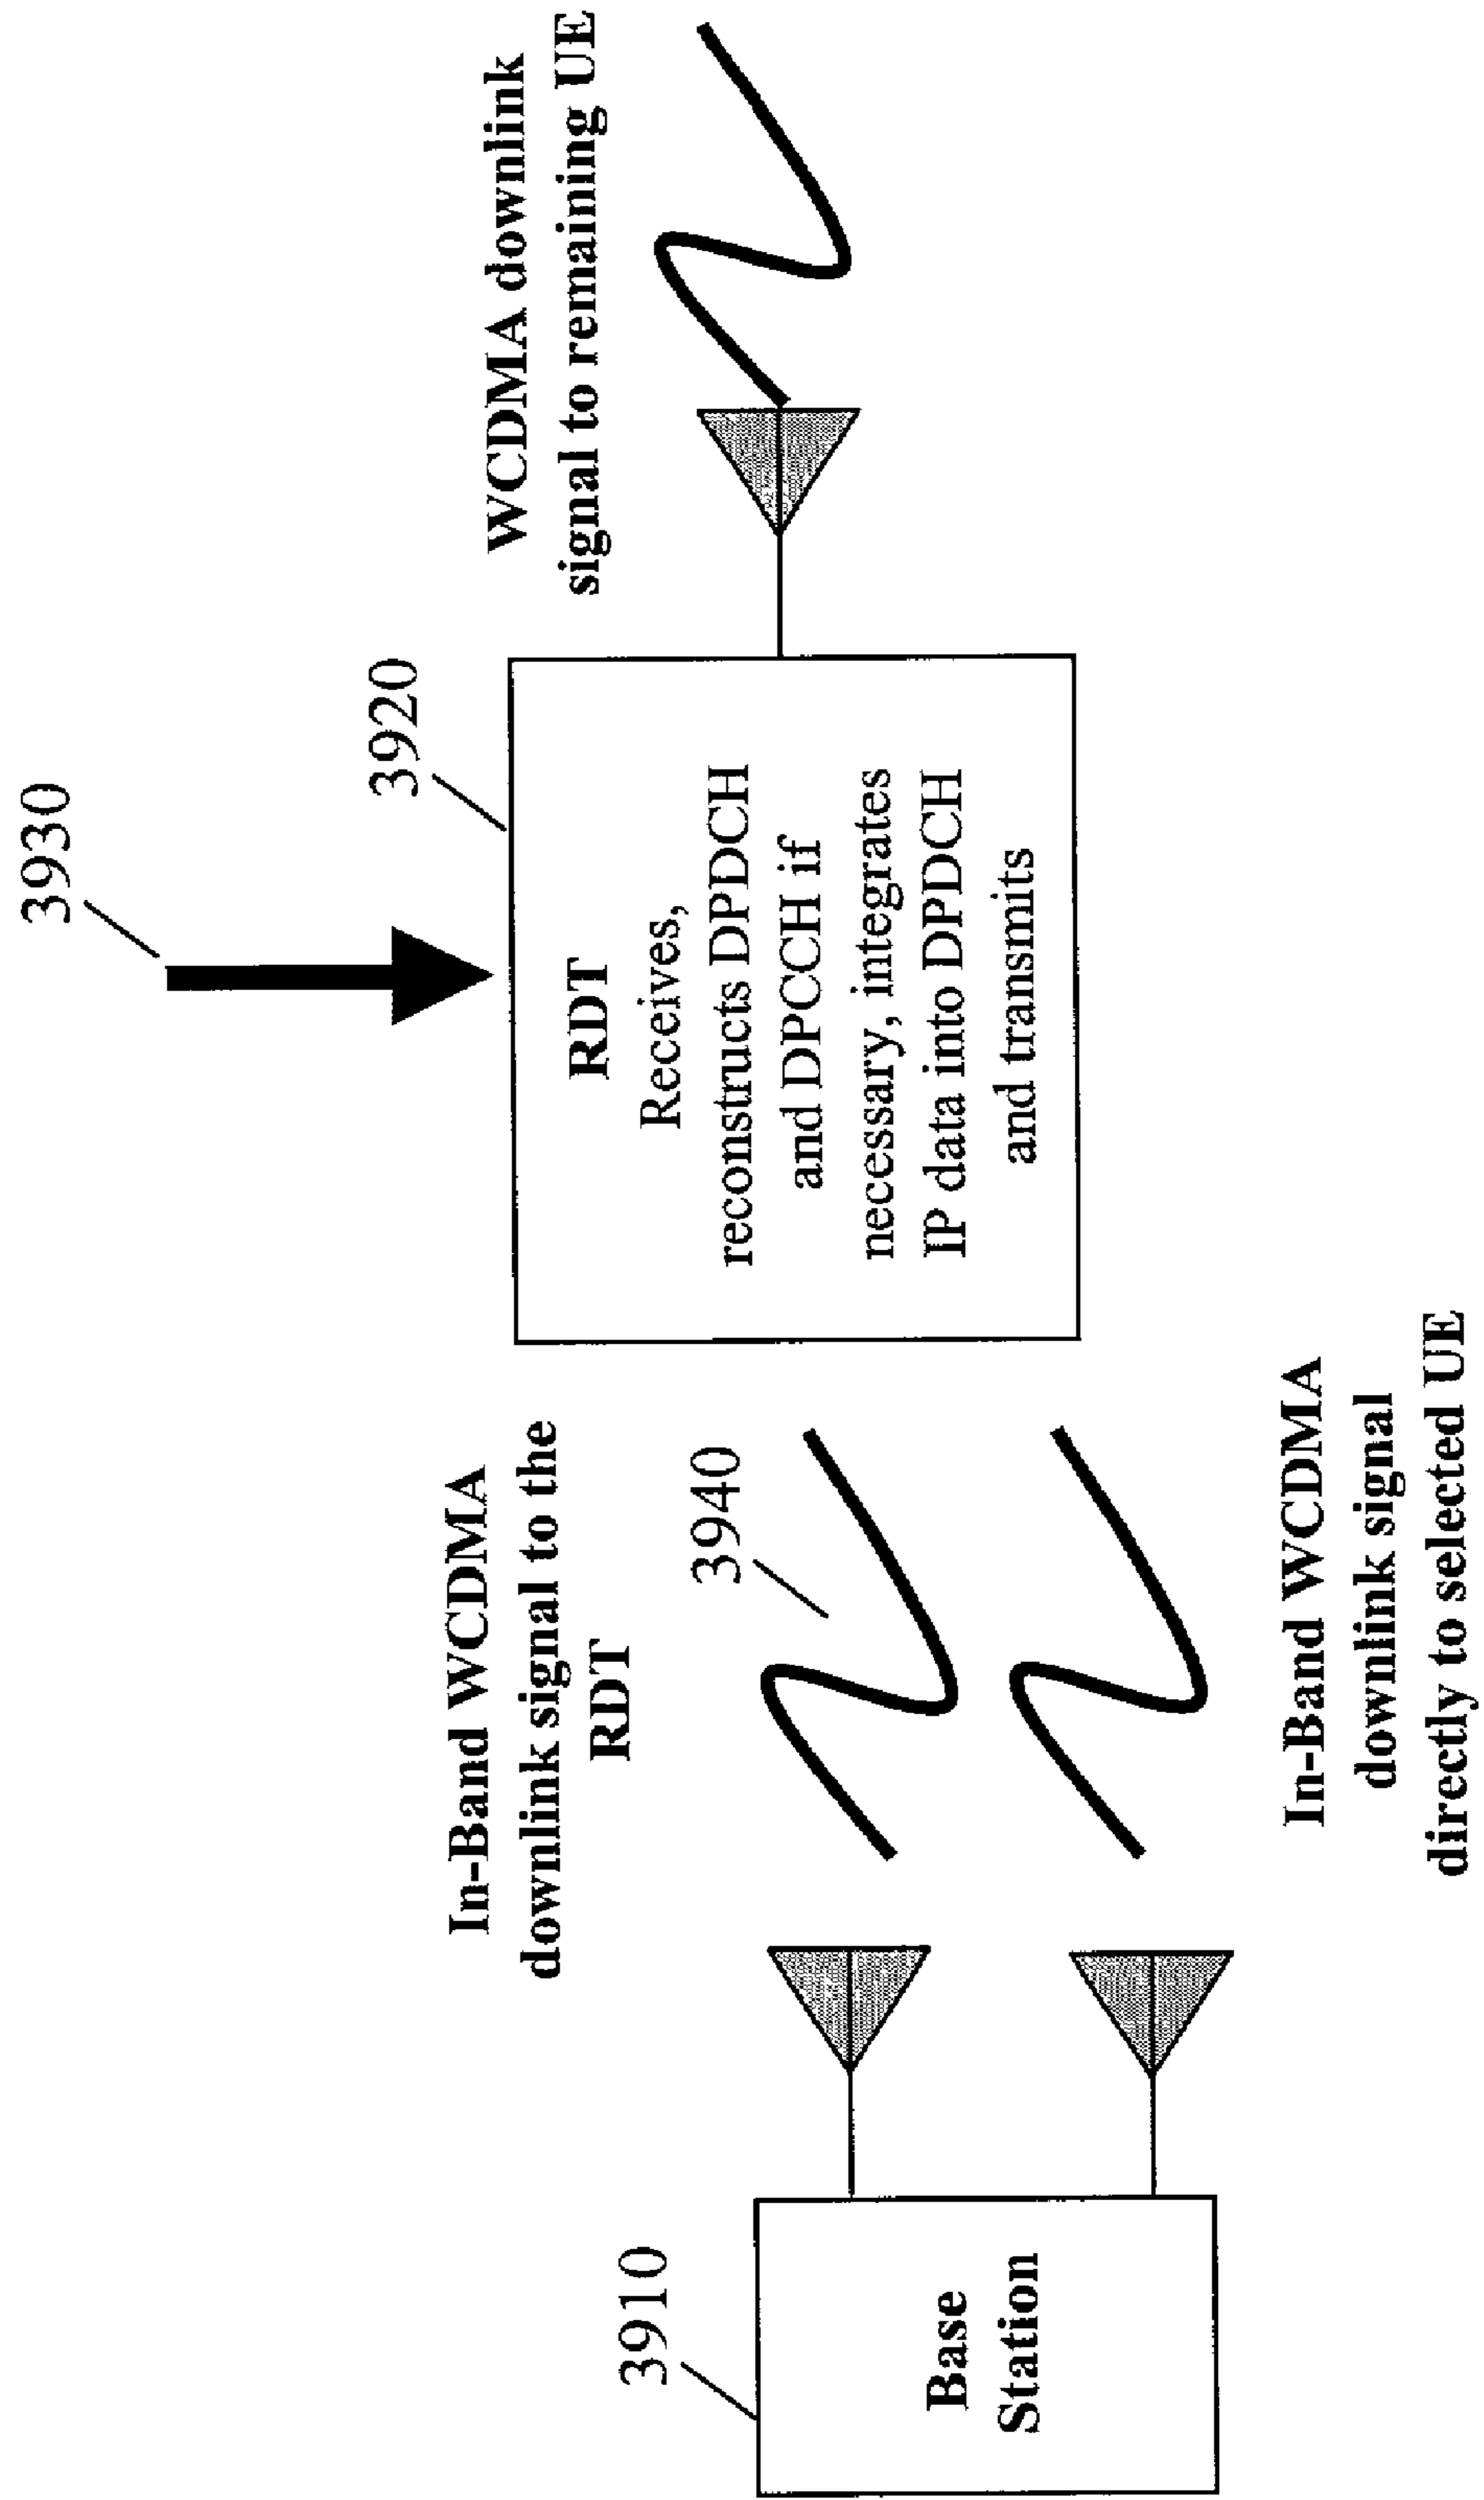 3930
3920
WCDMA downlink
signal to remaining UE
RDT
Receives,
reconstructs DPDCH
and DPCCH if
necessary, integrates
IP data into DPDCH
and transmits
In-Band WCDMA
downlink signal to the
RDT
3940
3910
Base
Station
In-Band WCDMA
downlink signal
directly to selected UE